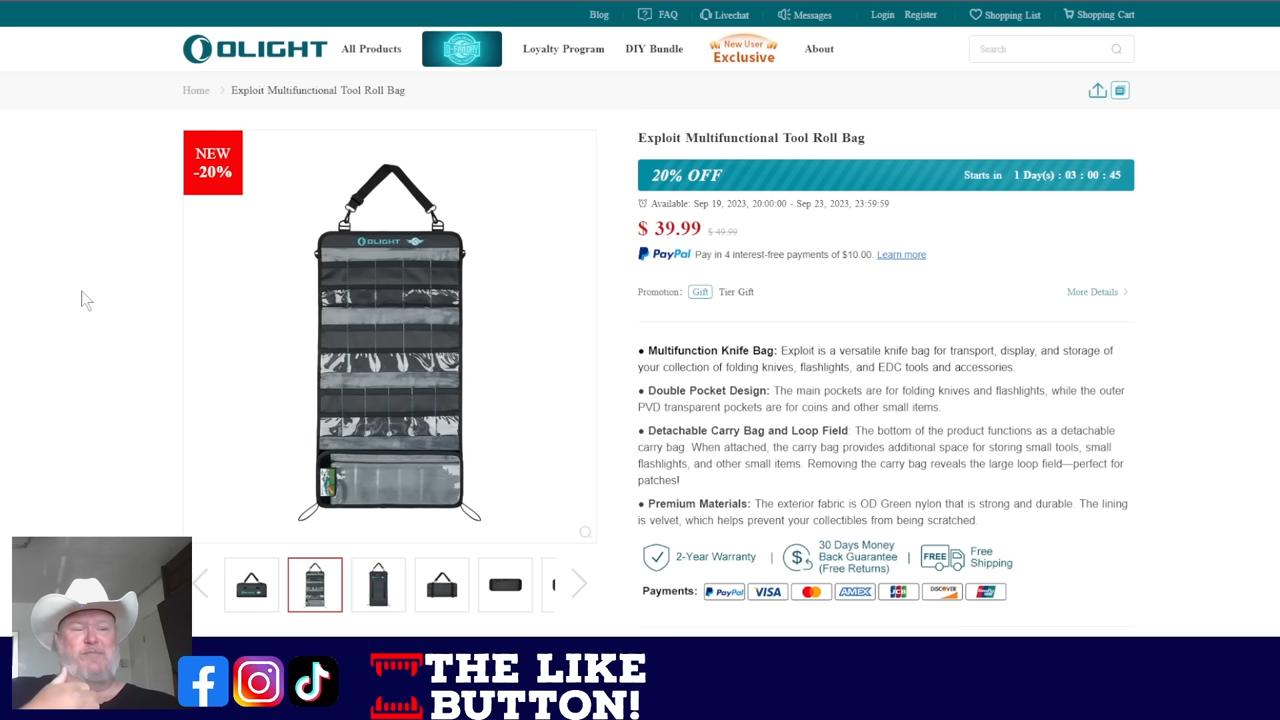 Blog
FAQ
Livechat
Messages
Login
Register
Shopping List
Shopping Cart
OLIGHT
All Products
Loyalty Program
DIY Bundle
New User
Exclusive
About
Search
Home
Exploit Multifunctional Tool Roll Bag
NEW
-20%
OLIGHT
Exploit Multifunctional Tool Roll Bag
20% OFF
Starts in 1 Day(s) : 03 : 00 : 45
Available: Sep 19, 2023, 20:00:00 - Sep 23, 2023, 23:59:59
$ 39.99 $ 49.99
PayPal Pay in 4 interest-free payments of $10.00. Learn more
Promotion: Gift Tier Gift
More Details
● Multifunction Knife Bag: Exploit is a versatile knife bag for transport, display, and storage of
your collection of folding knives, flashlights, and EDC tools and accessories.
● Double Pocket Design: The main pockets are for folding knives and flashlights, while the outer
PVD transparent pockets are for coins and other small items.
● Detachable Carry Bag and Loop Field: The bottom of the product functions as a detachable
carry bag. When attached, the carry bag provides additional space for storing small tools, small
flashlights, and other small items. Removing the carry bag reveals the large loop field—perfect for
patches!
● Premium Materials: The exterior fabric is OD Green nylon that is strong and durable. The lining
is velvet, which helps prevent your collectibles from being scratched.
2-Year Warranty
30 Days Money
Back Guarantee
(Free Returns)
FREE
Free
Shipping
Payments: PayPal VISA AMEX JCB DISCOVER
THE LIKE
BUTTON!